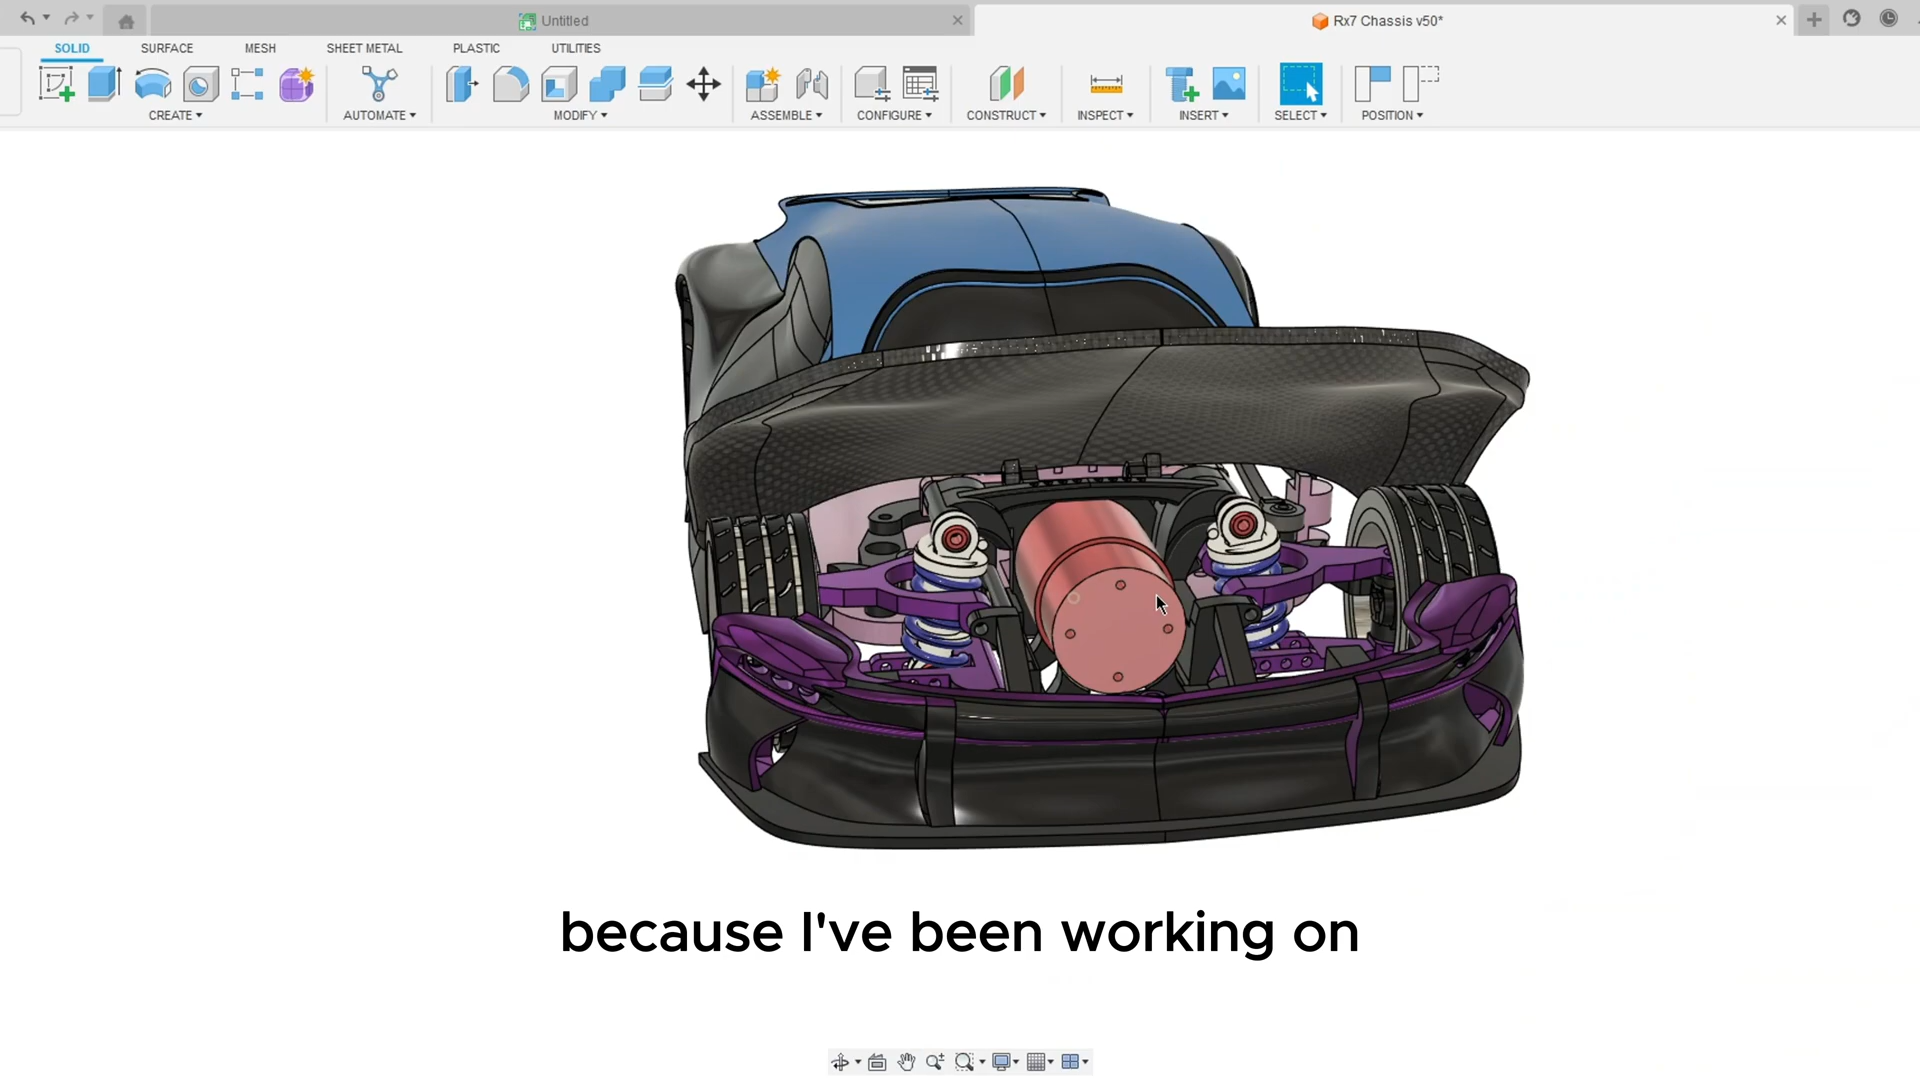 Untitled
Rx7 Chassis v50*
SOLID SURFACE MESH SHEET METAL PLASTIC UTILITIES
CREATE AUTOMATE MODIFY ASSEMBLE CONFIGURE CONSTRUCT INSPECT INSERT SELECT POSITION
because I've been working on